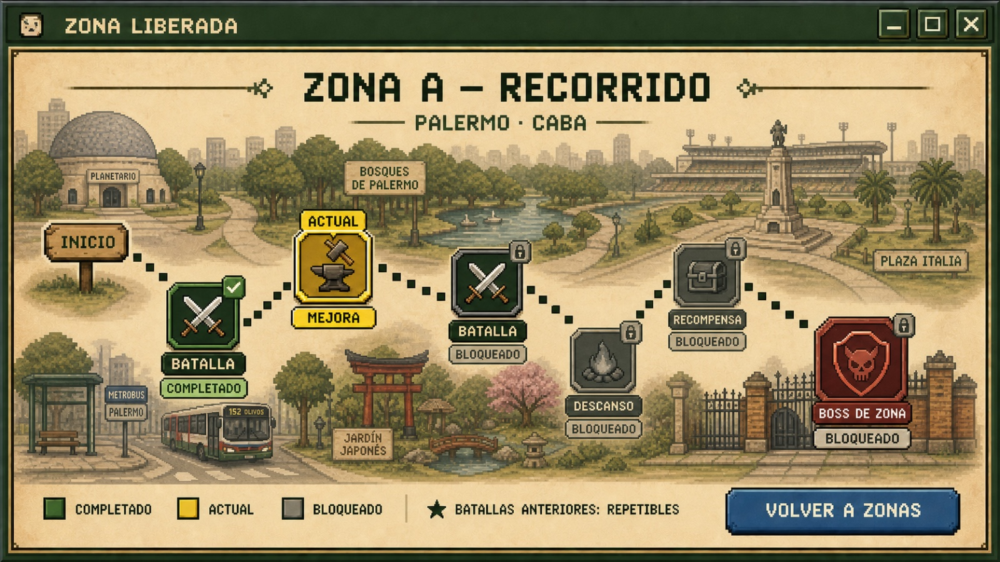 ZONA LIBERADA
ZONA A — RECORRIDO
PALERMO · CABA
PLANETARIO
BOSQUES
DE PALERMO
PLAZA ITALIA
INICIO
ACTUAL
MEJORA
BATALLA
COMPLETADO
BATALLA
BLOQUEADO
DESCANSO
BLOQUEADO
RECOMPENSA
BLOQUEADO
BOSS DE ZONA
BLOQUEADO
METROBUS
PALERMO
152 OLIVOS
JARDÍN
JAPONÉS
COMPLETADO
ACTUAL
BLOQUEADO
BATALLAS ANTERIORES: REPETIBLES
VOLVER A ZONAS